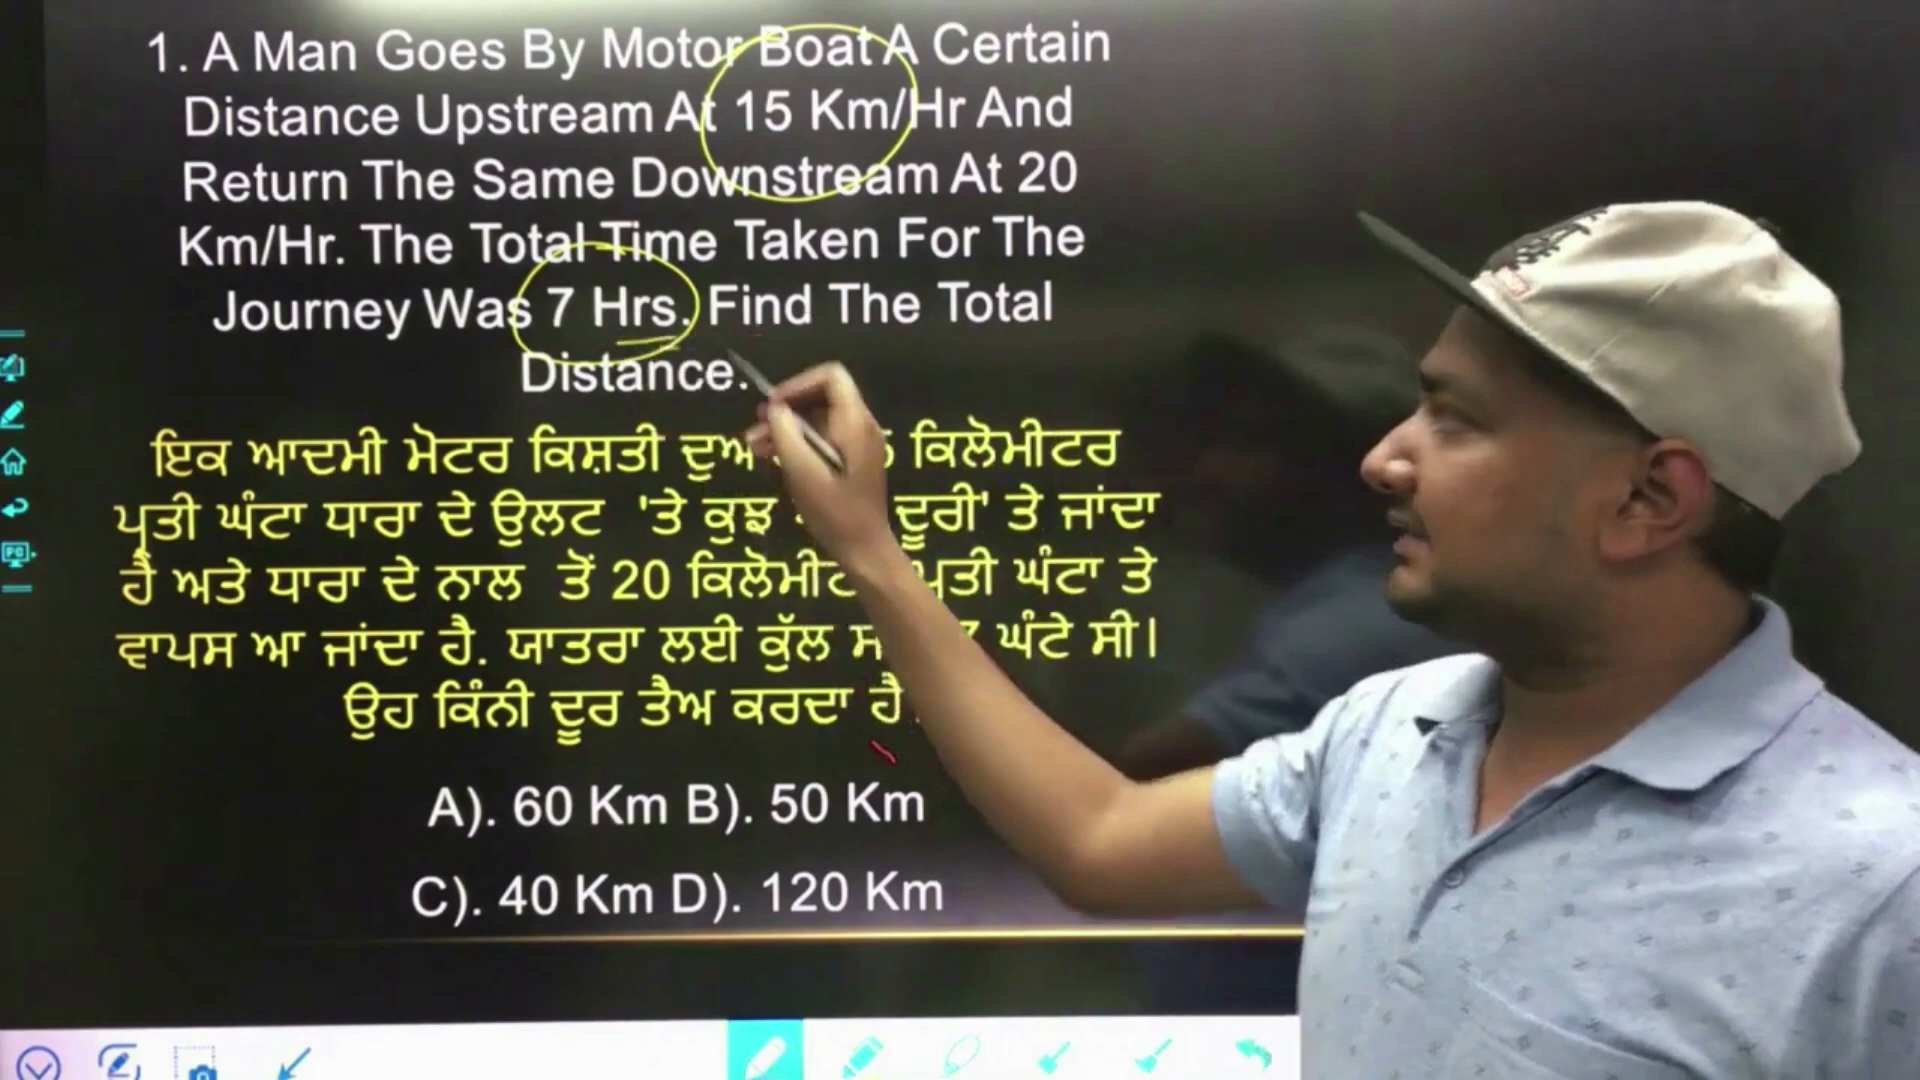 1. A Man Goes By Motor Boat A Certain
Distance Upstream At 15 Km/Hr And
Return The Same Downstream At 20
Km/Hr. The Total Time Taken For The
Journey Was 7 Hrs. Find The Total
Distance.
ਇਕ ਆਦਮੀ ਮੋਟਰ ਕਿਸ਼ਤੀ ਕਿਲੋਮੀਟਰ
ਪ੍ਰਤੀ ਘੰਟਾ ਧਾਰਾ ਦੇ ਉਲਟ 'ਤੇ ਕੁਝ ਦੂਰੀ' ਤੇ ਜਾਂਦਾ
ਹੈ ਅਤੇ ਧਾਰਾ ਦੇ ਨਾਲ ਤੋਂ 20 ਘੰਟਾ ਤੇ
ਵਾਪਸ ਆ ਜਾਂਦਾ ਹੈ. ਯਾਤਰਾ ਲਈ ਕੁੱਲ ਘੰਟੇ ਸੀ।
ਉਹ ਕਿੰਨੀ ਦੂਰ ਤੈਅ ਕਰਦਾ ਹੈ
A). 60 Km B). 50 Km
C). 40 Km D). 120 Km